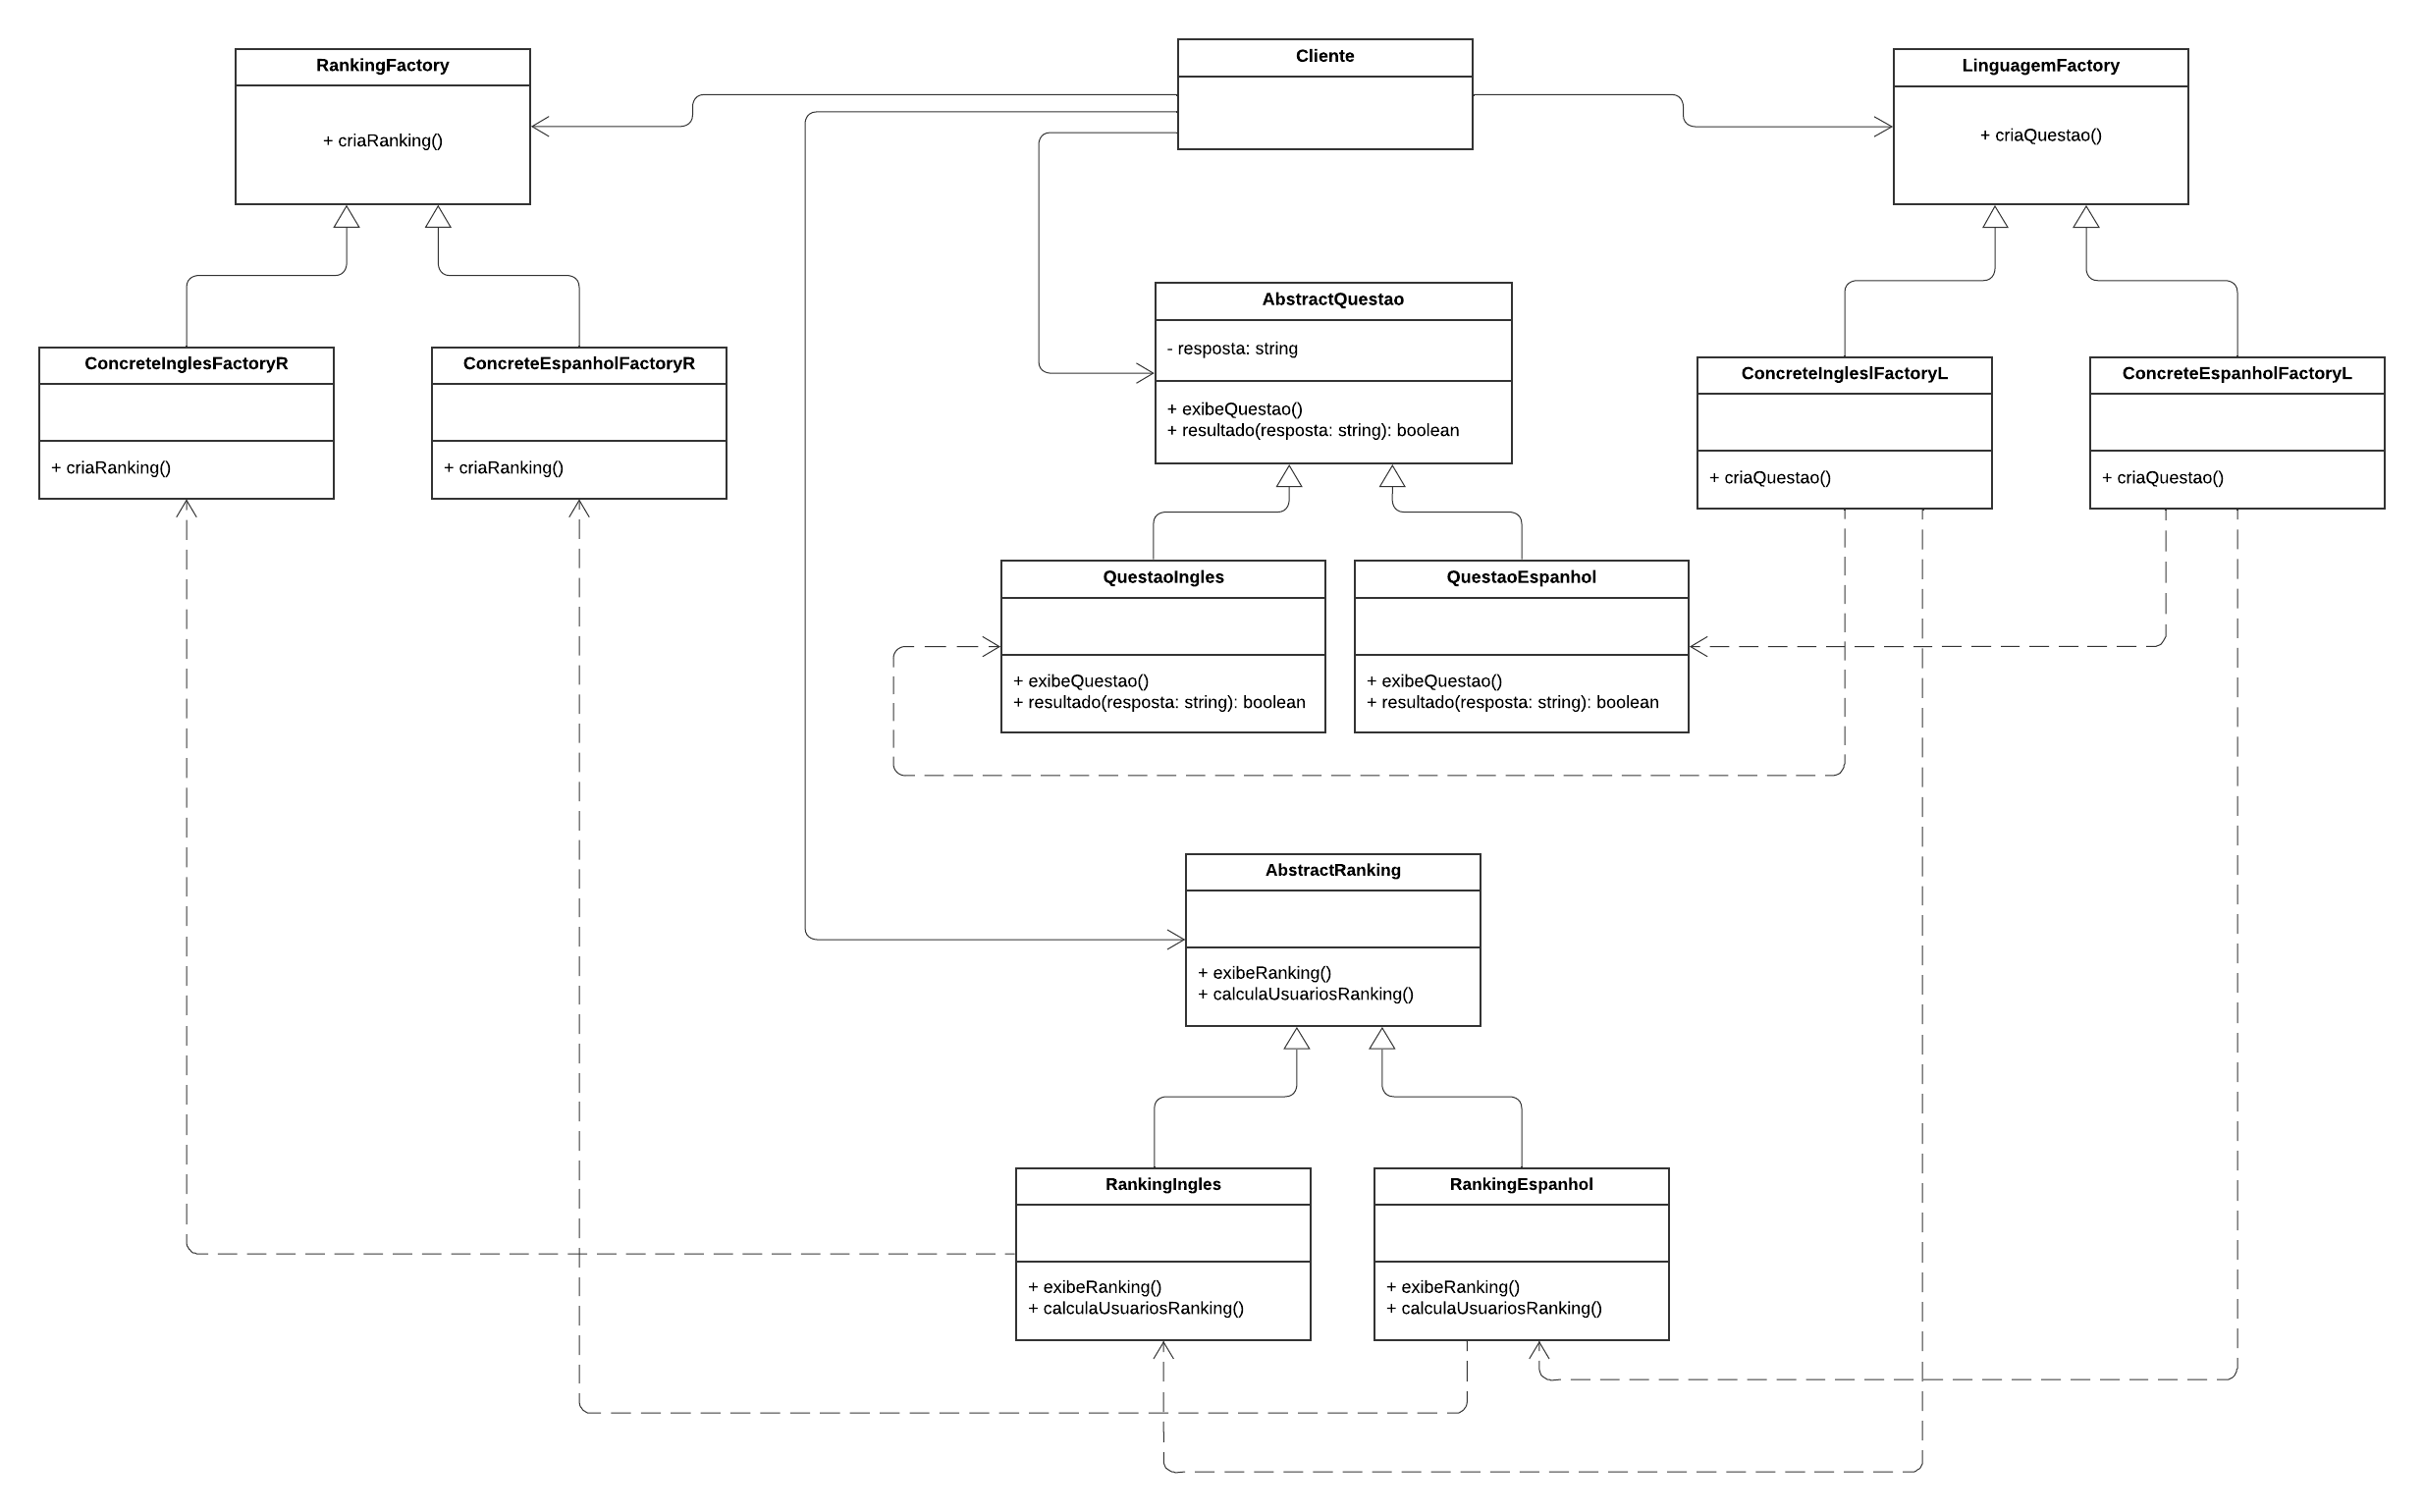 Cliente
RankingFactory
+ criaRanking()
LinguagemFactory
+ criaQuestao()
AbstractQuestao
- resposta: string
+ exibeQuestao()
+ resultado(resposta: string): boolean
ConcreteInglesFactoryR
+ criaRanking()
ConcreteEspanholFactoryR
+ criaRanking()
ConcreteIngleslFactoryL
+ criaQuestao()
ConcreteEspanholFactoryL
+ criaQuestao()
QuestaoIngles
+ exibeQuestao()
+ resultado(resposta: string): boolean
QuestaoEspanhol
+ exibeQuestao()
+ resultado(resposta: string): boolean
AbstractRanking
+ exibeRanking()
+ calculaUsuariosRanking()
RankingIngles
+ exibeRanking()
+ calculaUsuariosRanking()
RankingEspanhol
+ exibeRanking()
+ calculaUsuariosRanking()